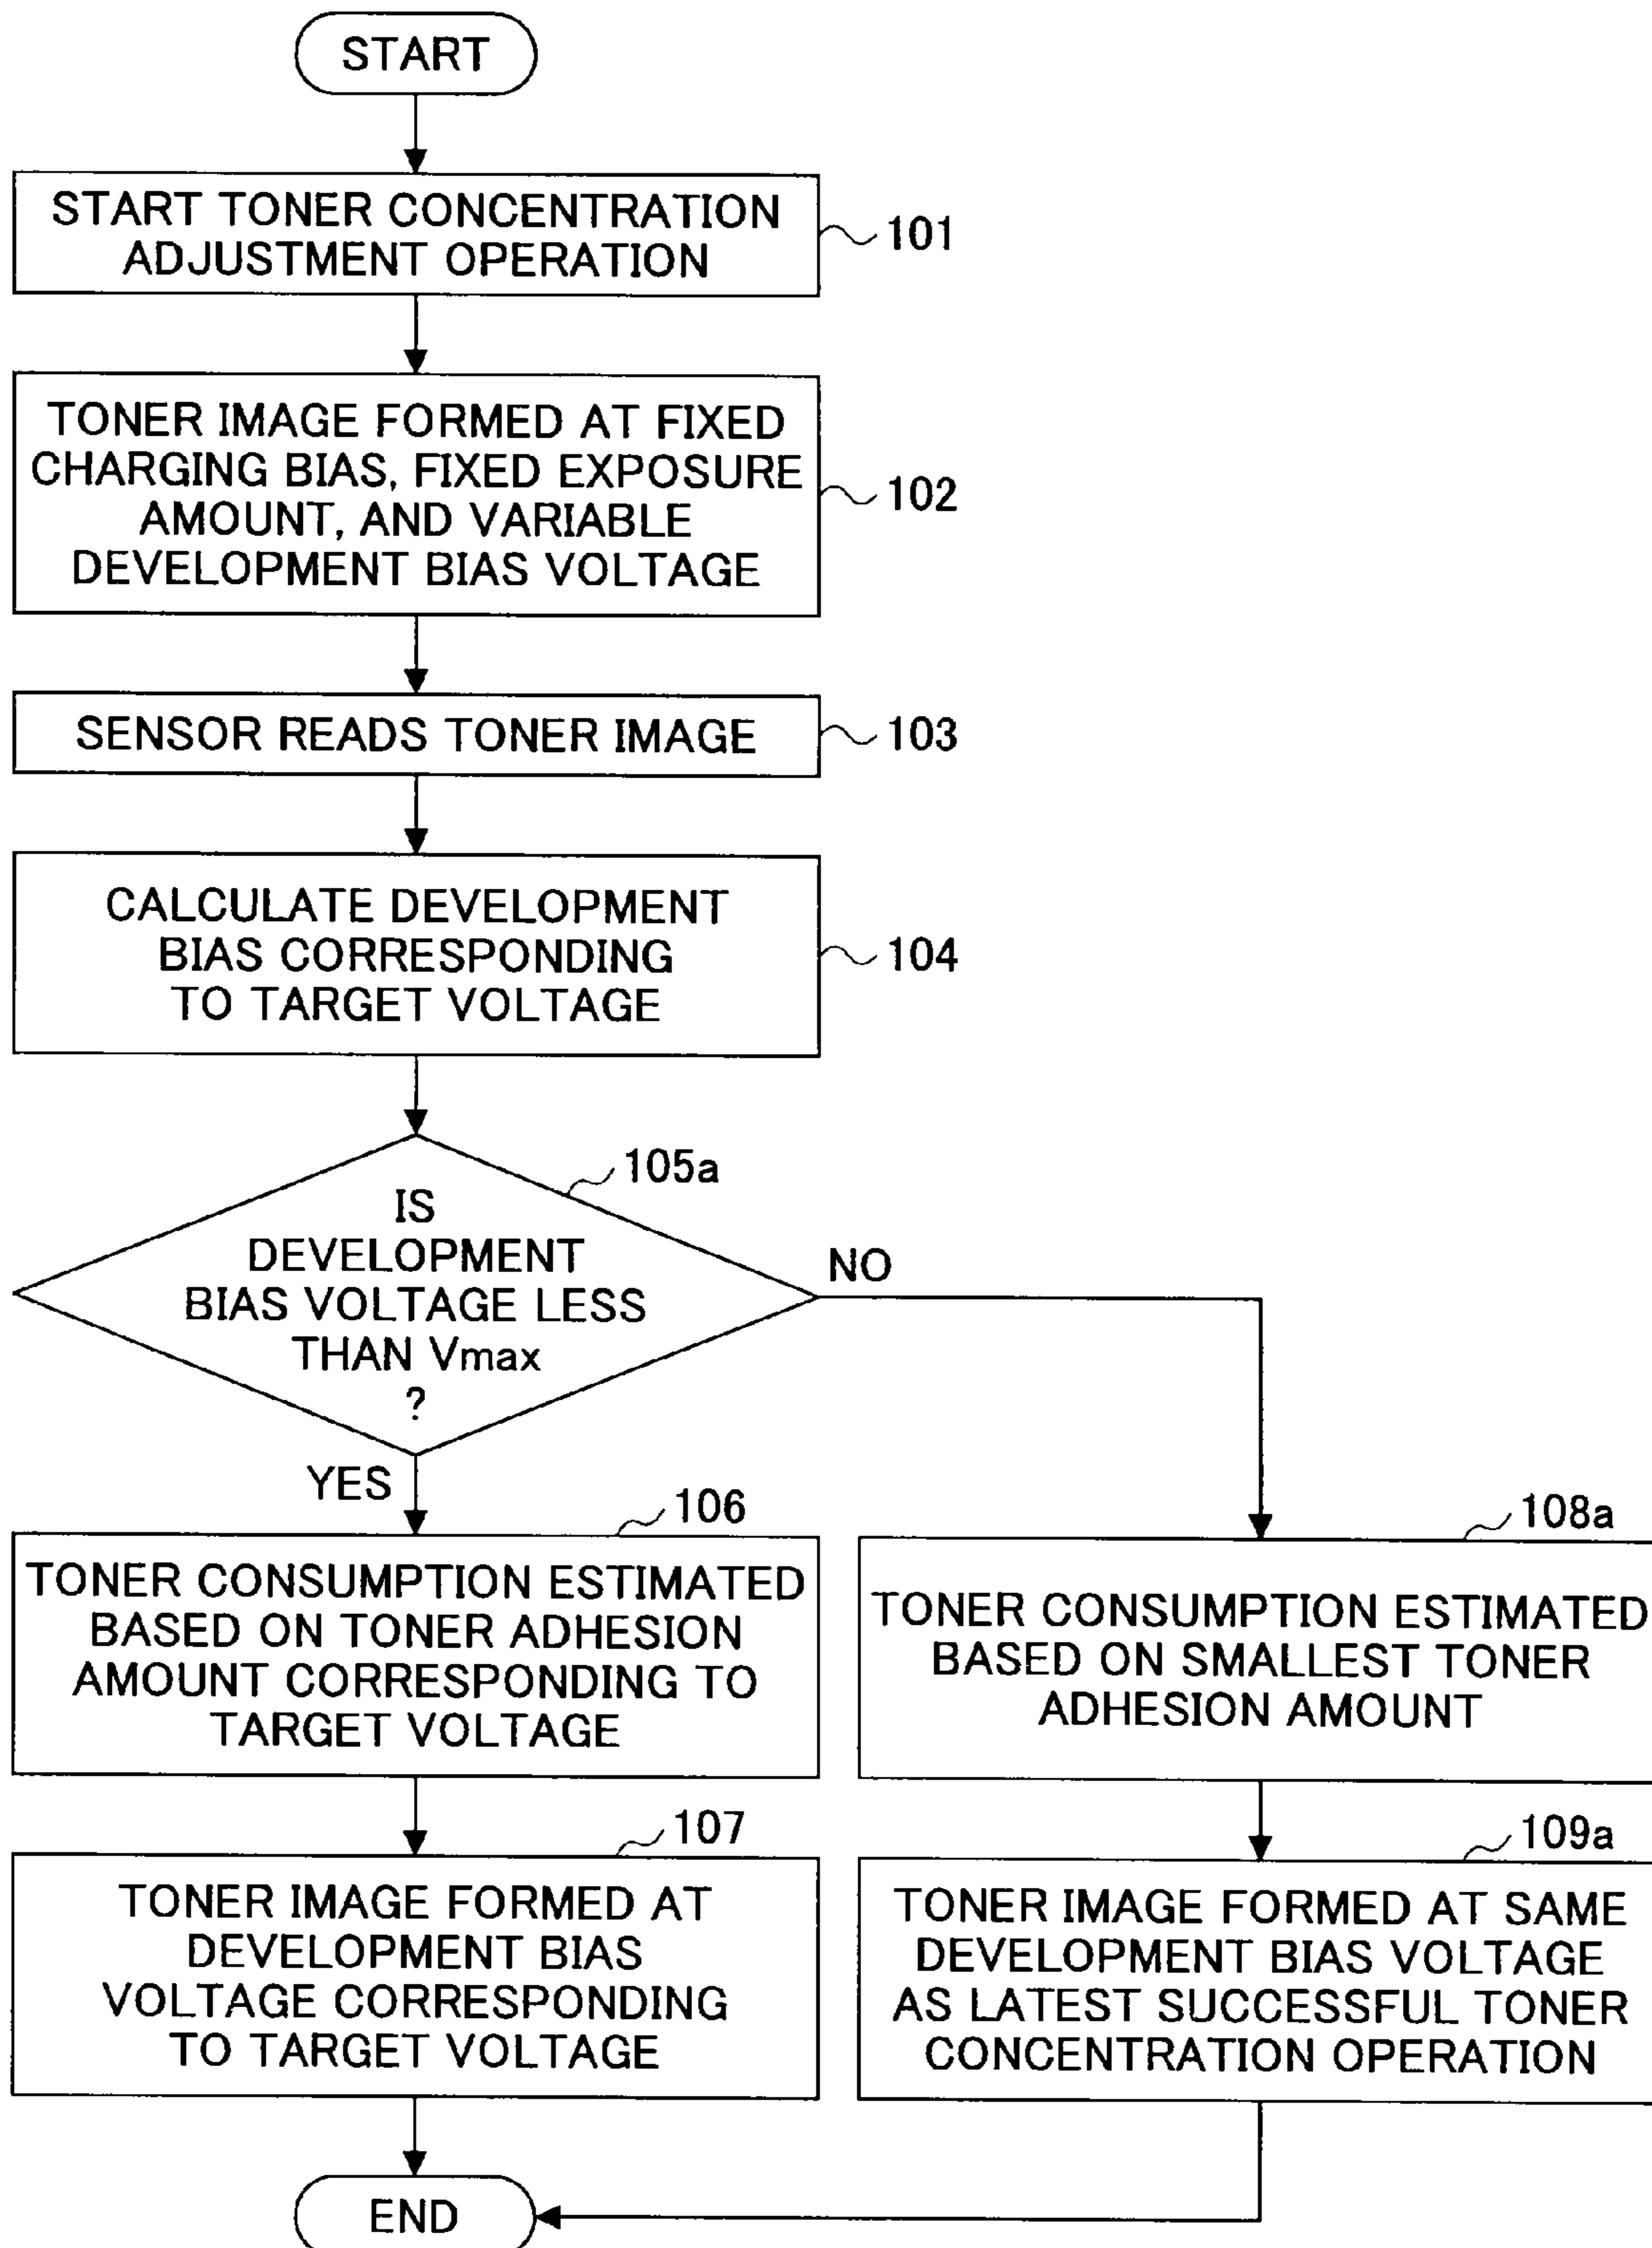 START
START TONER CONCENTRATION
ADJUSTMENT OPERATION
101
TONER IMAGE FORMED AT FIXED
CHARGING BIAS, FIXED EXPOSURE
AMOUNT, AND VARIABLE
DEVELOPMENT BIAS VOLTAGE
102
SENSOR READS TONER IMAGE
103
CALCULATE DEVELOPMENT
BIAS CORRESPONDING
TO TARGET VOLTAGE
104
105a
IS
DEVELOPMENT
BIAS VOLTAGE LESS
THAN Vmax
?
NO
YES
106
TONER CONSUMPTION ESTIMATED
BASED ON TONER ADHESION
AMOUNT CORRESPONDING TO
TARGET VOLTAGE
108a
TONER CONSUMPTION ESTIMATED
BASED ON SMALLEST TONER
ADHESION AMOUNT
107
TONER IMAGE FORMED AT
DEVELOPMENT BIAS
VOLTAGE CORRESPONDING
TO TARGET VOLTAGE
109a
TONER IMAGE FORMED AT SAME
DEVELOPMENT BIAS VOLTAGE
AS LATEST SUCCESSFUL TONER
CONCENTRATION OPERATION
END